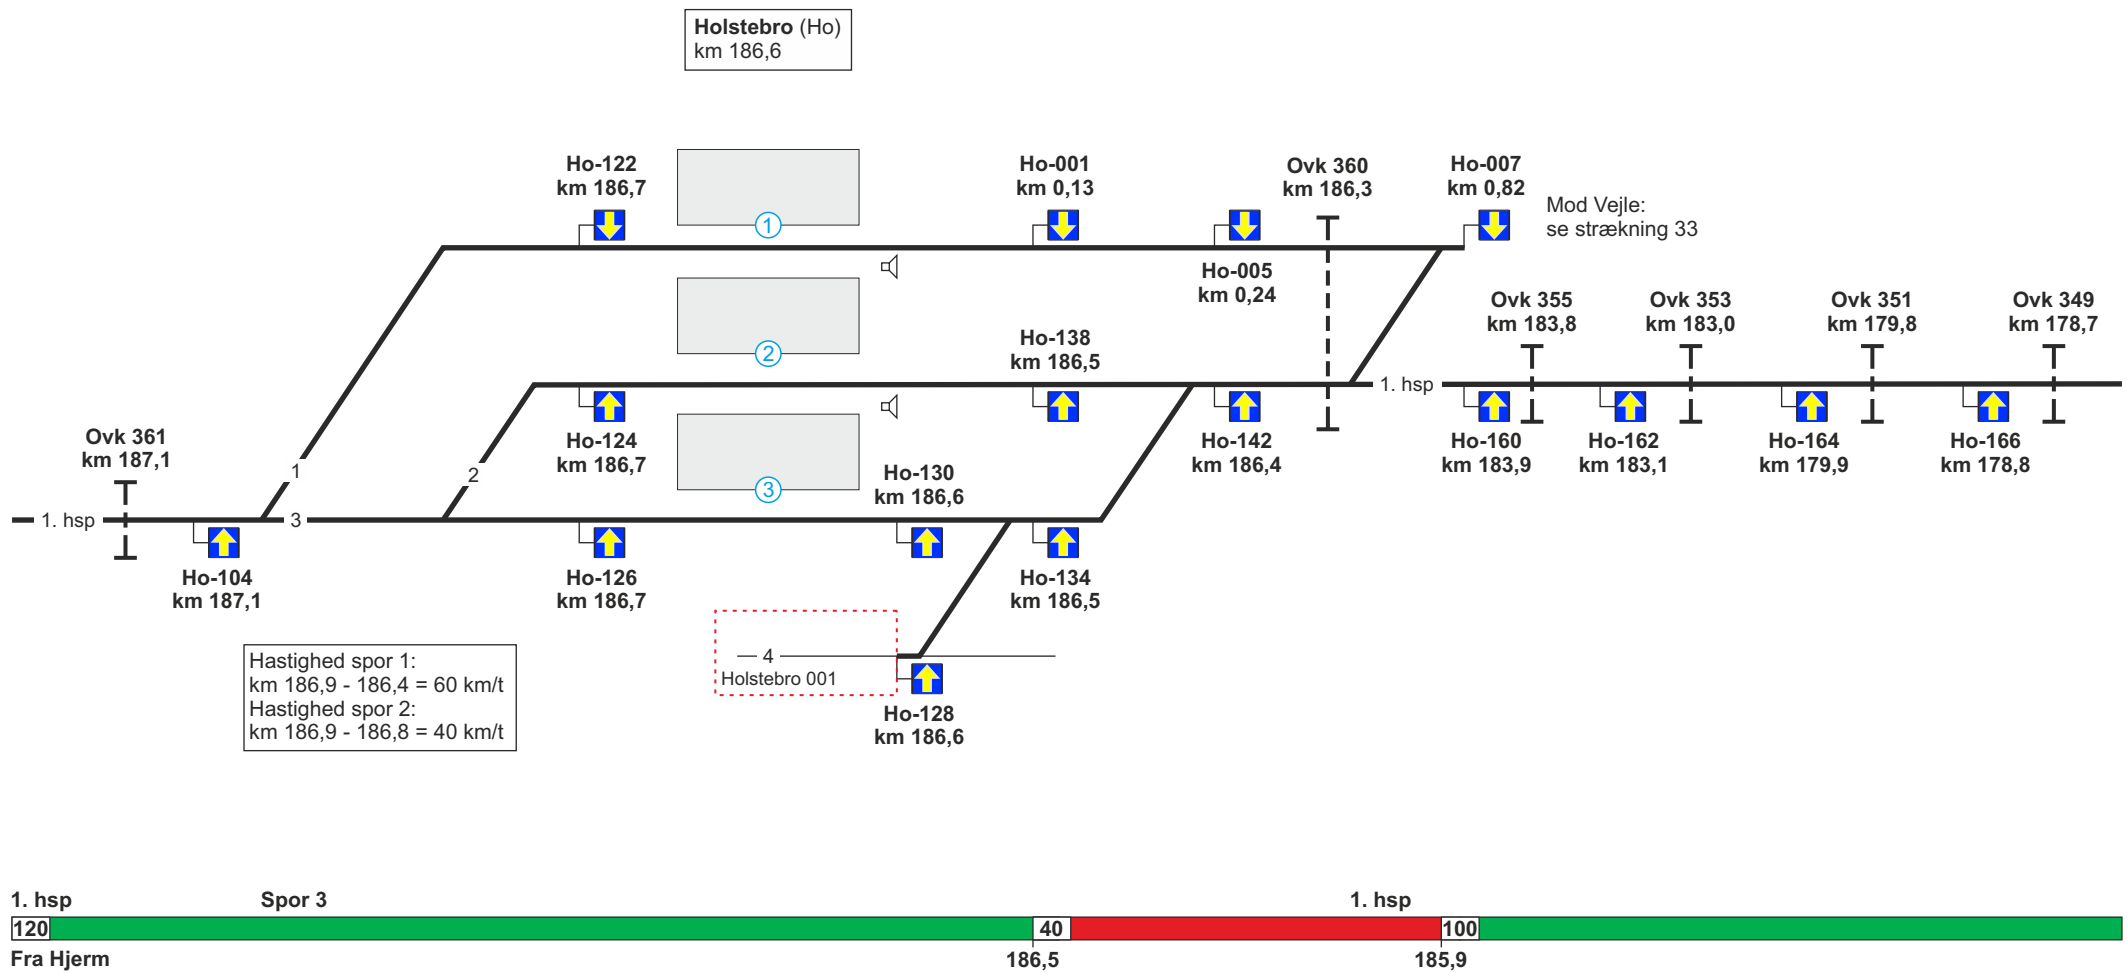 Holstebro (Ho)
km 186,6
Ho-122
km 186,7
Ho-001
km 0,13
Ovk 360
km 186,3
Ho-007
km 0,82
Mod Vejle:
se strækning 33
1
Ho-005
km 0,24
Ovk 355
km 183,8
Ovk 353
km 183,0
Ovk 351
km 179,8
Ovk 349
km 178,7
2
Ho-138
km 186,5
1. hsp
Ho-124
km 186,7
Ho-142
km 186,4
Ho-160
km 183,9
Ho-162
km 183,1
Ho-164
km 179,9
Ho-166
km 178,8
Ovk 361
km 187,1
1
2
3
Ho-130
km 186,6
1. hsp
3
Ho-104
km 187,1
Ho-126
km 186,7
Ho-134
km 186,5
4
Holstebro 001
Ho-128
km 186,6
Hastighed spor 1:
km 186,9 - 186,4 = 60 km/t
Hastighed spor 2:
km 186,9 - 186,8 = 40 km/t
1. hsp
Spor 3
1. hsp
120
40
100
Fra Hjerm
186,5
185,9